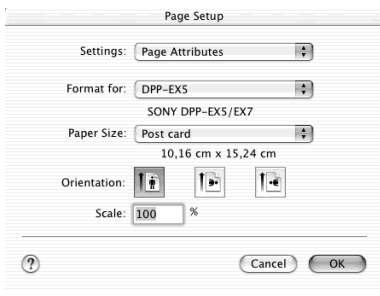 Page Setup
Settings: Page Attributes
Format for: DPP-EX5
SONY DPP-EX5/EX7
Paper Size: Post card
10,16 cm x 15,24 cm
Orientation:
Scale: 100 %
? Cancel OK